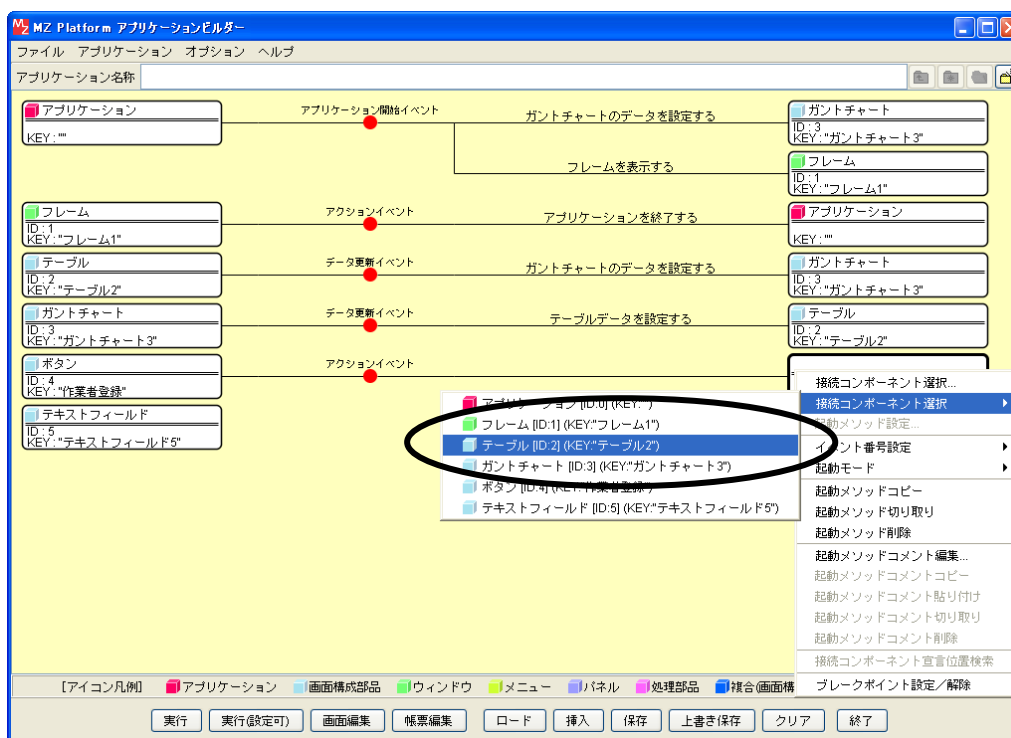 MZ Platform アプリケーションビルダー
ファイル アプリケーション オプション ヘルプ
アプリケーション名称
アプリケーション
KEY : ""
アプリケーション開始イベント
ガントチャートのデータを設定する
ガントチャート
ID : 3
KEY : "ガントチャート3"
フレームを表示する
フレーム
ID : 1
KEY : "フレーム1"
フレーム
ID : 1
KEY : "フレーム1"
アクションイベント
アプリケーションを終了する
アプリケーション
KEY : ""
テーブル
ID : 2
KEY : "テーブル2"
データ更新イベント
ガントチャートのデータを設定する
ガントチャート
ID : 3
KEY : "ガントチャート3"
ガントチャート
ID : 3
KEY : "ガントチャート3"
データ更新イベント
テーブルデータを設定する
テーブル
ID : 2
KEY : "テーブル2"
ボタン
ID : 4
KEY : "作業者登録"
アクションイベント
テキストフィールド
ID : 5
KEY : "テキストフィールド5"
アプリケーション [ID:0] (KEY:"")
フレーム [ID:1] (KEY:"フレーム1")
テーブル [ID:2] (KEY:"テーブル2")
ガントチャート [ID:3] (KEY:"ガントチャート3")
ボタン [ID:4] (KEY:"作業者登録")
テキストフィールド [ID:5] (KEY:"テキストフィールド5")
接続コンポーネント選択...
接続コンポーネント選択
起動メソッド設定...
イベント番号設定
起動モード
起動メソッドコピー
起動メソッド切り取り
起動メソッド削除
起動メソッドコメント編集...
起動メソッドコメントコピー
起動メソッドコメント貼り付け
起動メソッドコメント切り取り
起動メソッドコメント削除
接続コンポーネント宣言位置検索
ブレークポイント設定/解除
[アイコン凡例] アプリケーション 画面構成部品 ウィンドウ メニュー パネル 処理部品 複合(画面構
実行 実行(設定可) 画面編集 帳票編集 ロード 挿入 保存 上書き保存 クリア 終了